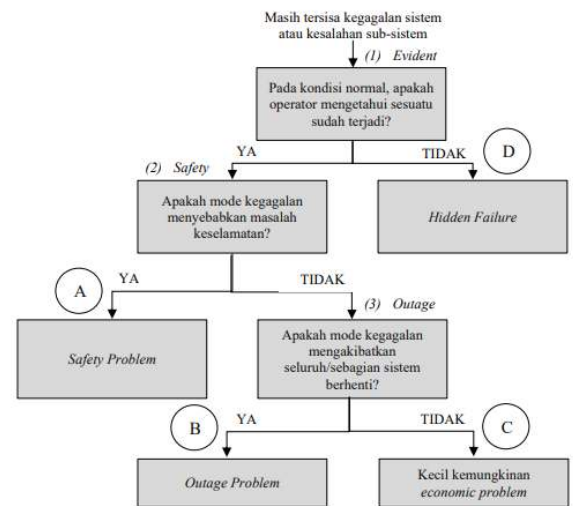 Masih tersisa kegagalan sistem
atau kesalahan sub-sistem
(1) Evident
Pada kondisi normal, apakah
operator mengetahui sesuatu
sudah terjadi?
YA
TIDAK
D
(2) Safety
Apakah mode kegagalan
menyebabkan masalah
keselamatan?
Hidden Failure
A
YA
TIDAK
(3) Outage
Safety Problem
Apakah mode kegagalan
mengakibatkan
seluruh/sebagian sistem
berhenti?
B
YA
TIDAK
C
Outage Problem
Kecil kemungkinan
economic problem